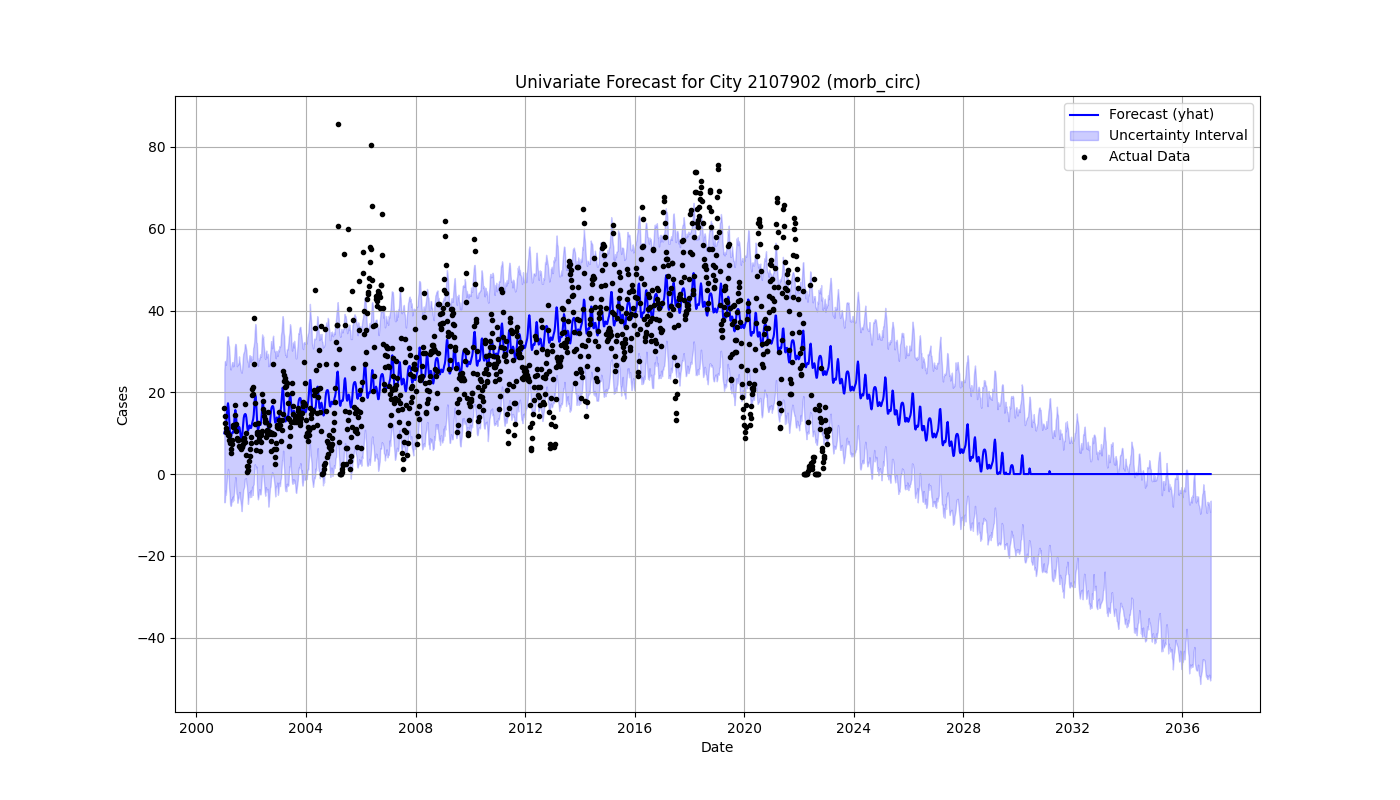 Univariate Forecast for City 2107902 (morb_circ)
Forecast (yhat)
Uncertainty Interval
Actual Data
Cases
80
60
40
20
0
−20
−40
2000 2004 2008 2012 2016 2020 2024 2028 2032 2036
Date